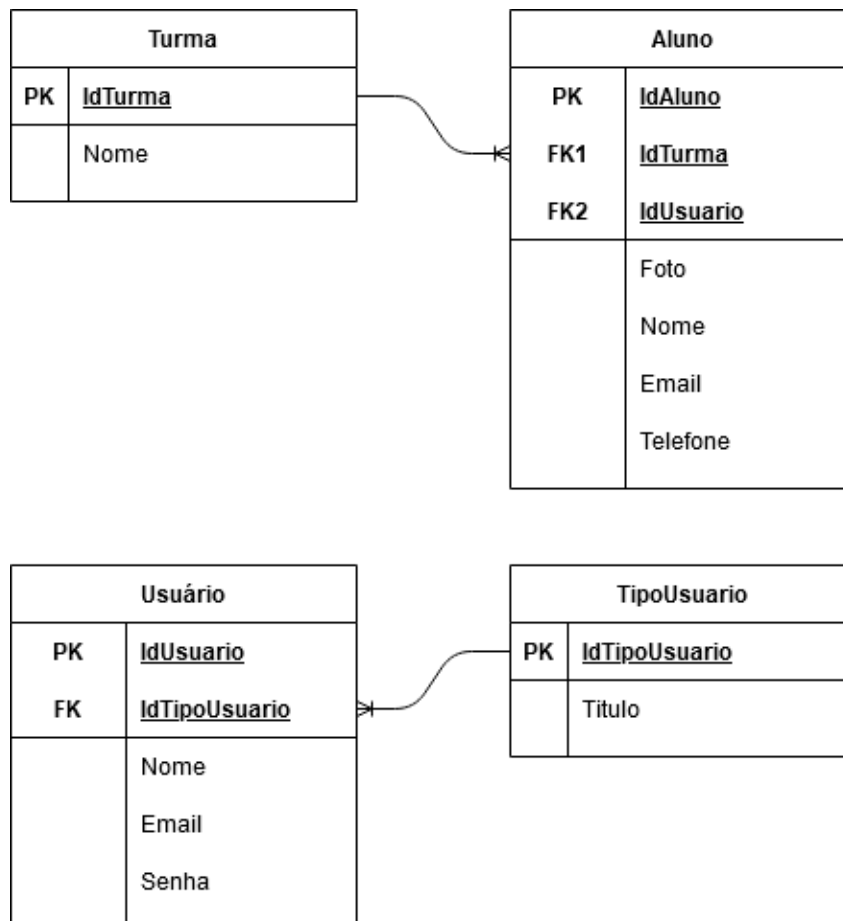 Turma
PK IdTurma
Nome
Aluno
PK IdAluno
FK1 IdTurma
FK2 IdUsuario
Foto
Nome
Email
Telefone
Usuário
PK IdUsuario
FK IdTipoUsuario
Nome
Email
Senha
TipoUsuario
PK IdTipoUsuario
Titulo